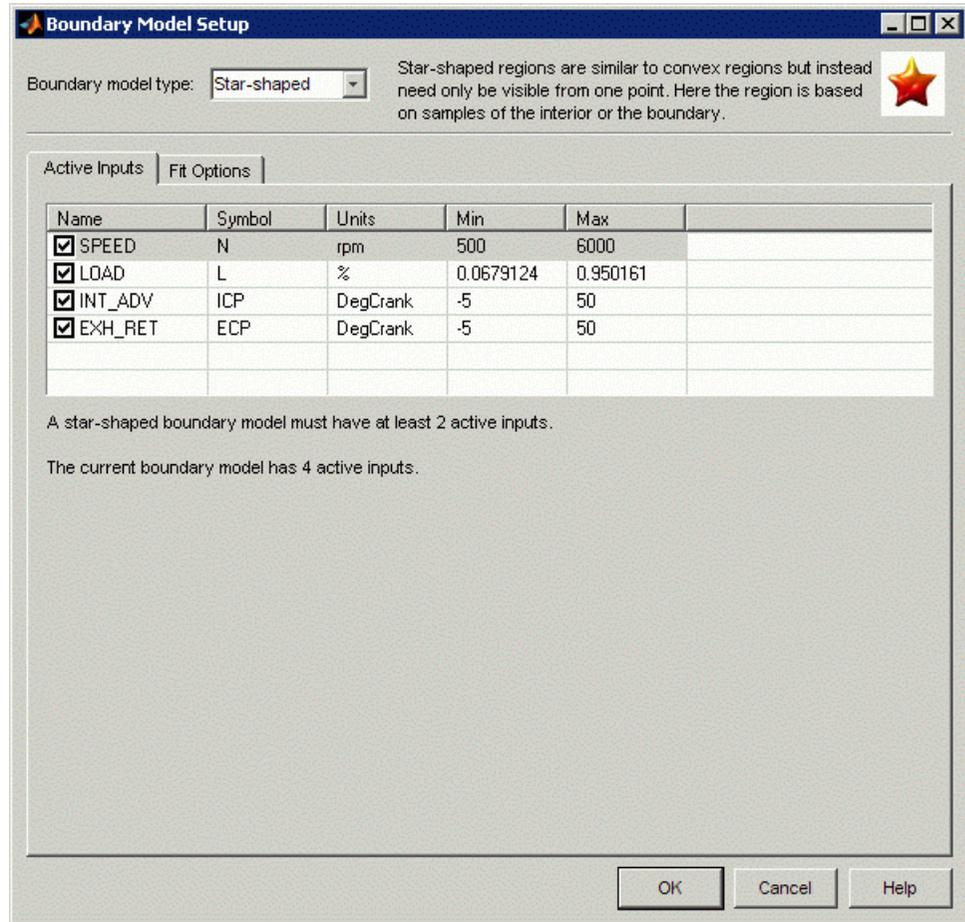 Boundary Model Setup
Boundary model type: Star-shaped
Star-shaped regions are similar to convex regions but instead
need only be visible from one point. Here the region is based
on samples of the interior or the boundary.
Active Inputs Fit Options
Name Symbol Units Min Max
SPEED N rpm 500 6000
LOAD L % 0.0679124 0.950161
INT_ADV ICP DegCrank -5 50
EXH_RET ECP DegCrank -5 50
A star-shaped boundary model must have at least 2 active inputs.
The current boundary model has 4 active inputs.
OK Cancel Help